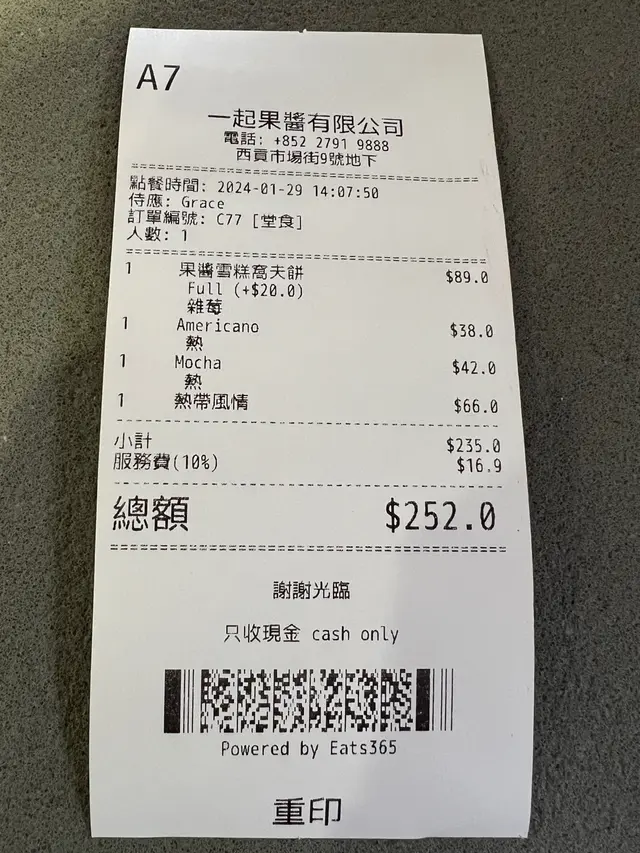 A7
一起果醬有限公司
電話: +852 2791 9888
西貢市場街9號地下
點餐時間: 2024-01-29 14:07:50
侍應: Grace
訂單編號: C77 [堂食]
人數: 1
1 果醬雪糕窩夫餅 $89.0
Full (+$20.0)
雜莓
1 Americano $38.0
熱
1 Mocha $42.0
熱
1 熱帶風情 $66.0
小計 $235.0
服務費(10%) $16.9
總額 $252.0
謝謝光臨
只收現金 cash only
Powered by Eats365
重印